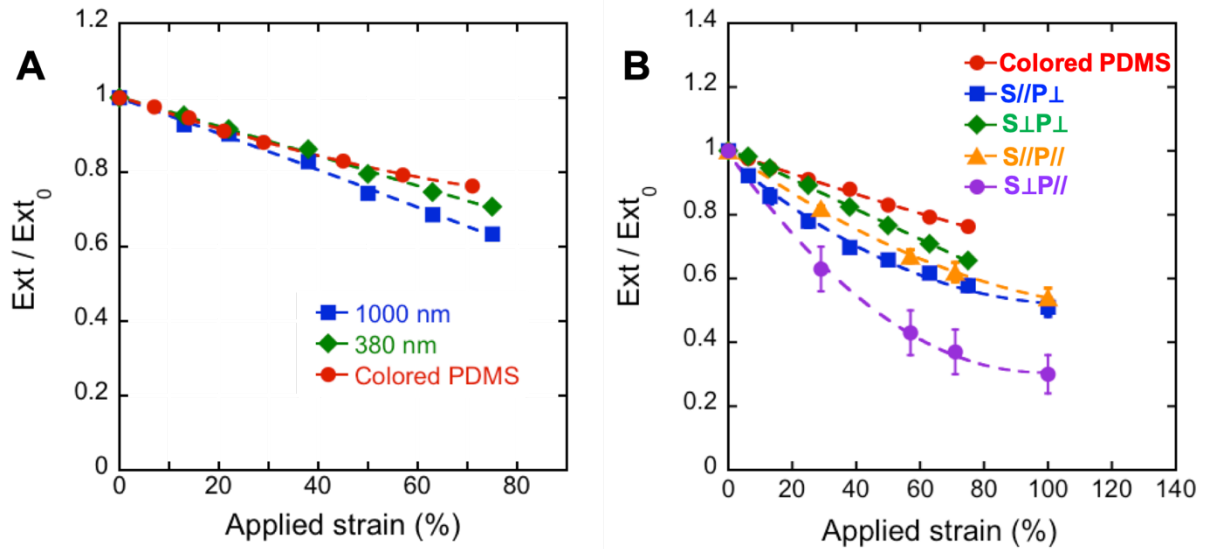 A
1.2
1
0.8
0.6
0.4
0.2
0
0
20
40
60
80
Ext / Ext₀
Applied strain (%)
1000 nm
380 nm
Colored PDMS
B
1.4
1.2
1
0.8
0.6
0.4
0.2
0
0
20
40
60
80
100
120
140
Ext / Ext₀
Applied strain (%)
Colored PDMS
S//P⊥
S⊥P⊥
S//P//
S⊥P//